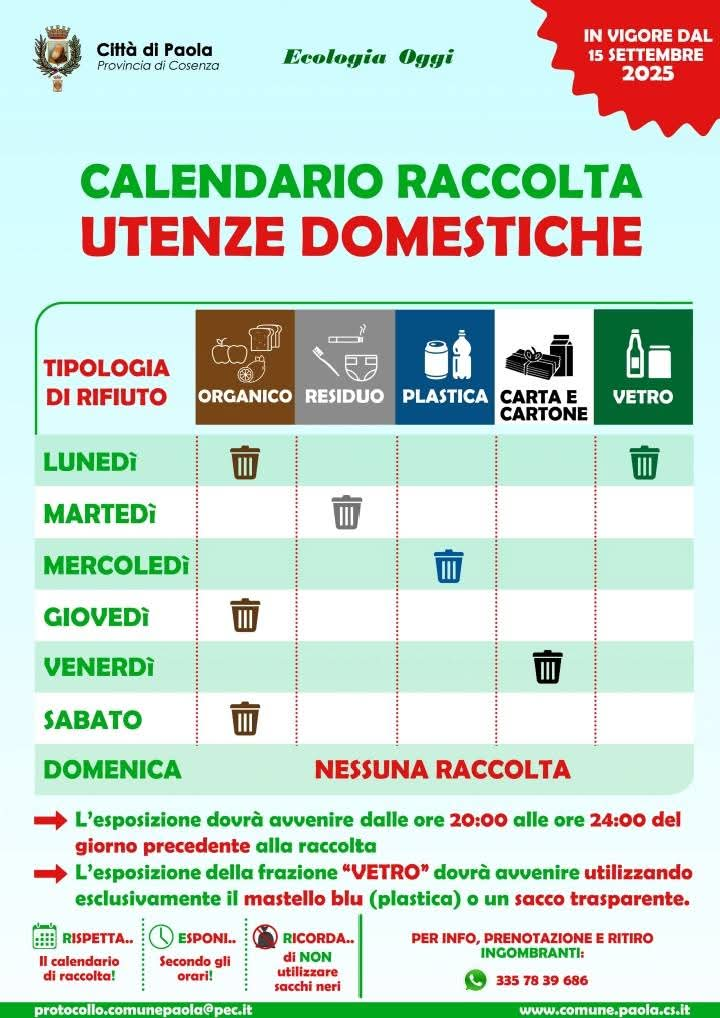 Città di Paola
Provincia di Cosenza
Ecologia Oggi
IN VIGORE DAL
15 SETTEMBRE
2025
CALENDARIO RACCOLTA
UTENZE DOMESTICHE
TIPOLOGIA
DI RIFIUTO
ORGANICO
RESIDUO
PLASTICA
CARTA E
CARTONE
VETRO
LUNEDì
MARTEDì
MERCOLEDì
GIOVEDì
VENERDì
SABATO
DOMENICA NESSUNA RACCOLTA
L'esposizione dovrà avvenire dalle ore 20:00 alle ore 24:00 del
giorno precedente alla raccolta
L'esposizione della frazione “VETRO” dovrà avvenire utilizzando
esclusivamente il mastello blu (plastica) o un sacco trasparente.
RISPETTA..
Il calendario
di raccolta!
ESPONI..
Secondo gli
orari!
RICORDA..
di NON
utilizzare
sacchi neri
PER INFO, PRENOTAZIONE E RITIRO
INGOMBRANTI:
335 78 39 686
protocollo.comunepaola@pec.it
www.comune.paola.cs.it